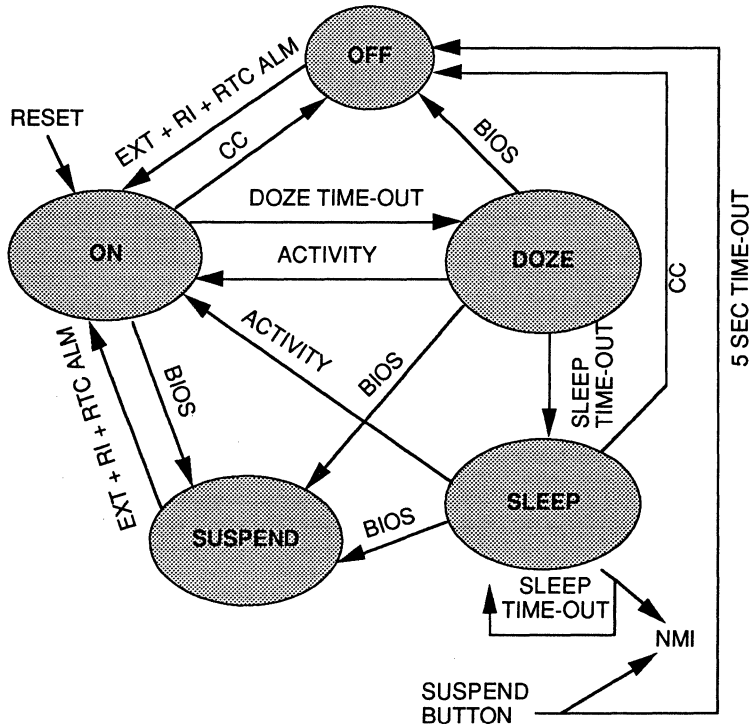 OFF
EXT + RI + RTC ALM
CC
RESET
BIOS
DOZE TIME-OUT
ON
DOZE
ACTIVITY
5 SEC TIME-OUT
CC
ACTIVITY
EXT + RI + RTC ALM
BIOS
BIOS
SLEEP
TIME-OUT
SLEEP
SUSPEND
BIOS
SLEEP
TIME-OUT
NMI
SUSPEND
BUTTON